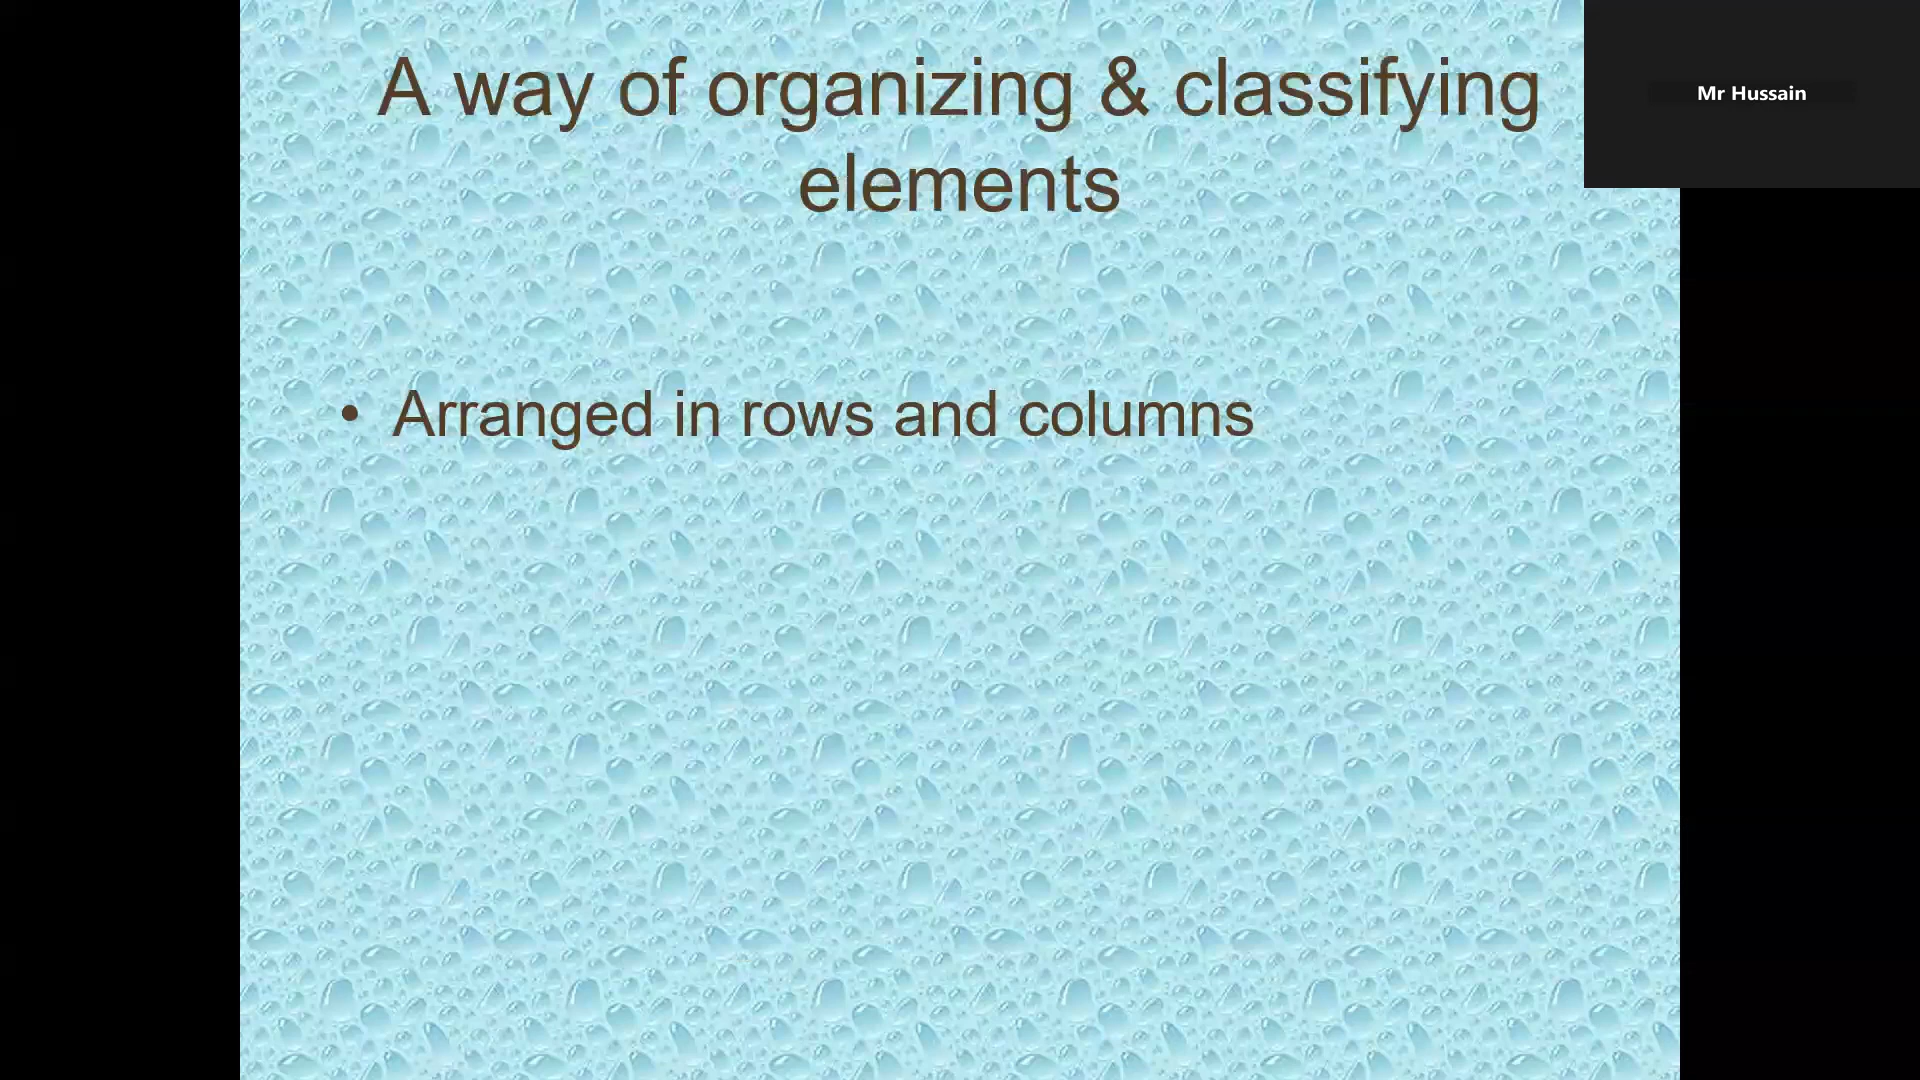 A way of organizing & classifying
elements
Mr Hussain
• Arranged in rows and columns